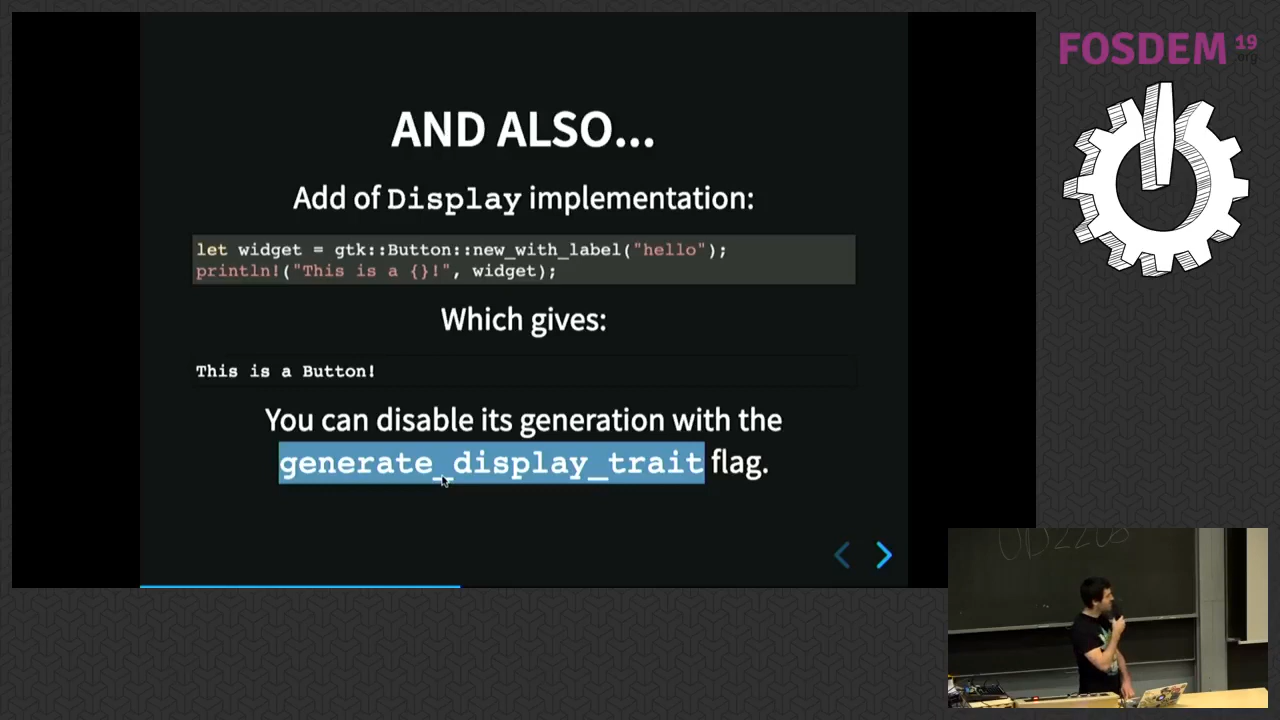 FOSDEM 19
.org
AND ALSO...
Add of Display implementation:
let widget = gtk::Button::new_with_label("hello");
println!("This is a {}!", widget);
Which gives:
This is a Button!
You can disable its generation with the
generate_display_trait flag.